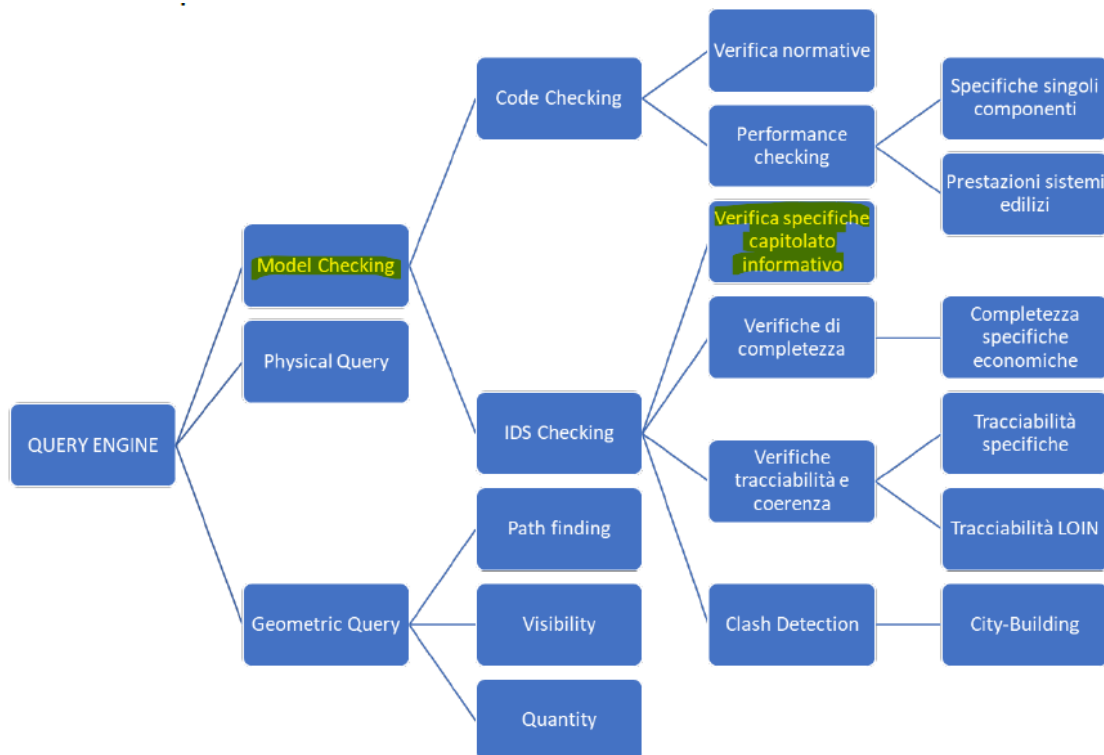 Verifica normative
Code Checking
Specifiche singoli
componenti
Performance
checking
Prestazioni sistemi
edilizi
Verifica specifiche
capitolato
informativo
Model Checking
Verifiche di
completezza
Completezza
specifiche
economiche
Physical Query
QUERY ENGINE
IDS Checking
Tracciabilità
specifiche
Verifiche
tracciabilità e
coerenza
Path finding
Tracciabilità LOIN
Geometric Query
Visibility
Clash Detection
City-Building
Quantity